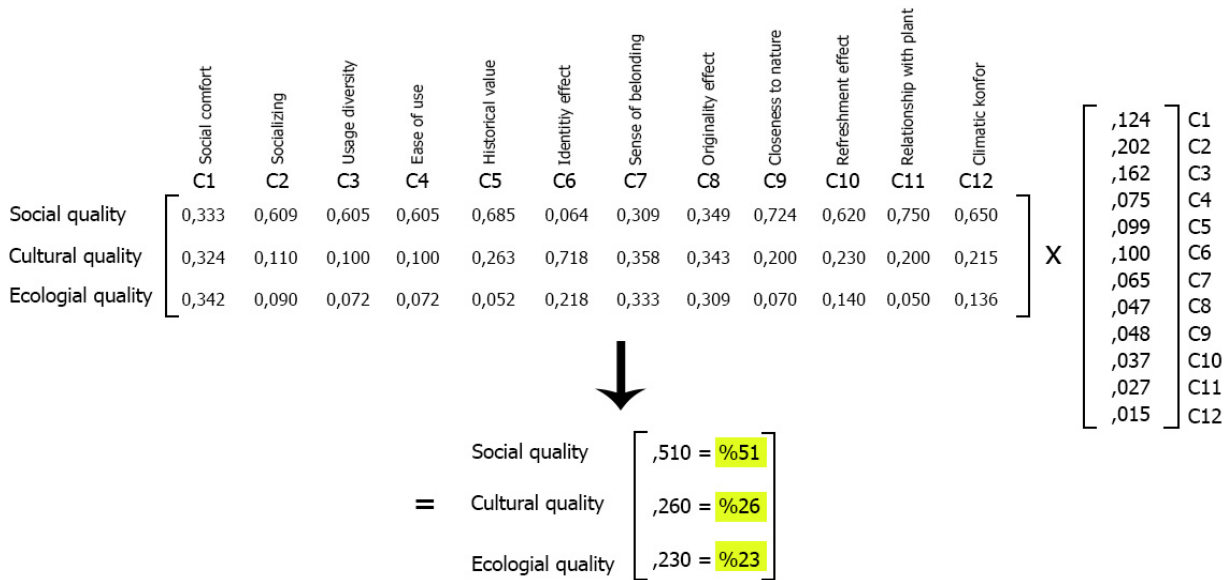 Social comfort
Socializing
Usage diversity
Ease of use
Historical value
Identitiy effect
Sense of belonding
Originality effect
Closeness to nature
Refreshment effect
Relationship with plant
Climatic konfor
C1 C2 C3 C4 C5 C6 C7 C8 C9 C10 C11 C12
Social quality 0,333 0,609 0,605 0,605 0,685 0,064 0,309 0,349 0,724 0,620 0,750 0,650
Cultural quality 0,324 0,110 0,100 0,100 0,263 0,718 0,358 0,343 0,200 0,230 0,200 0,215
Ecologial quality 0,342 0,090 0,072 0,072 0,052 0,218 0,333 0,309 0,070 0,140 0,050 0,136
X
,124 C1
,202 C2
,162 C3
,075 C4
,099 C5
,100 C6
,065 C7
,047 C8
,048 C9
,037 C10
,027 C11
,015 C12
=
Social quality ,510 = %51
Cultural quality ,260 = %26
Ecologial quality ,230 = %23